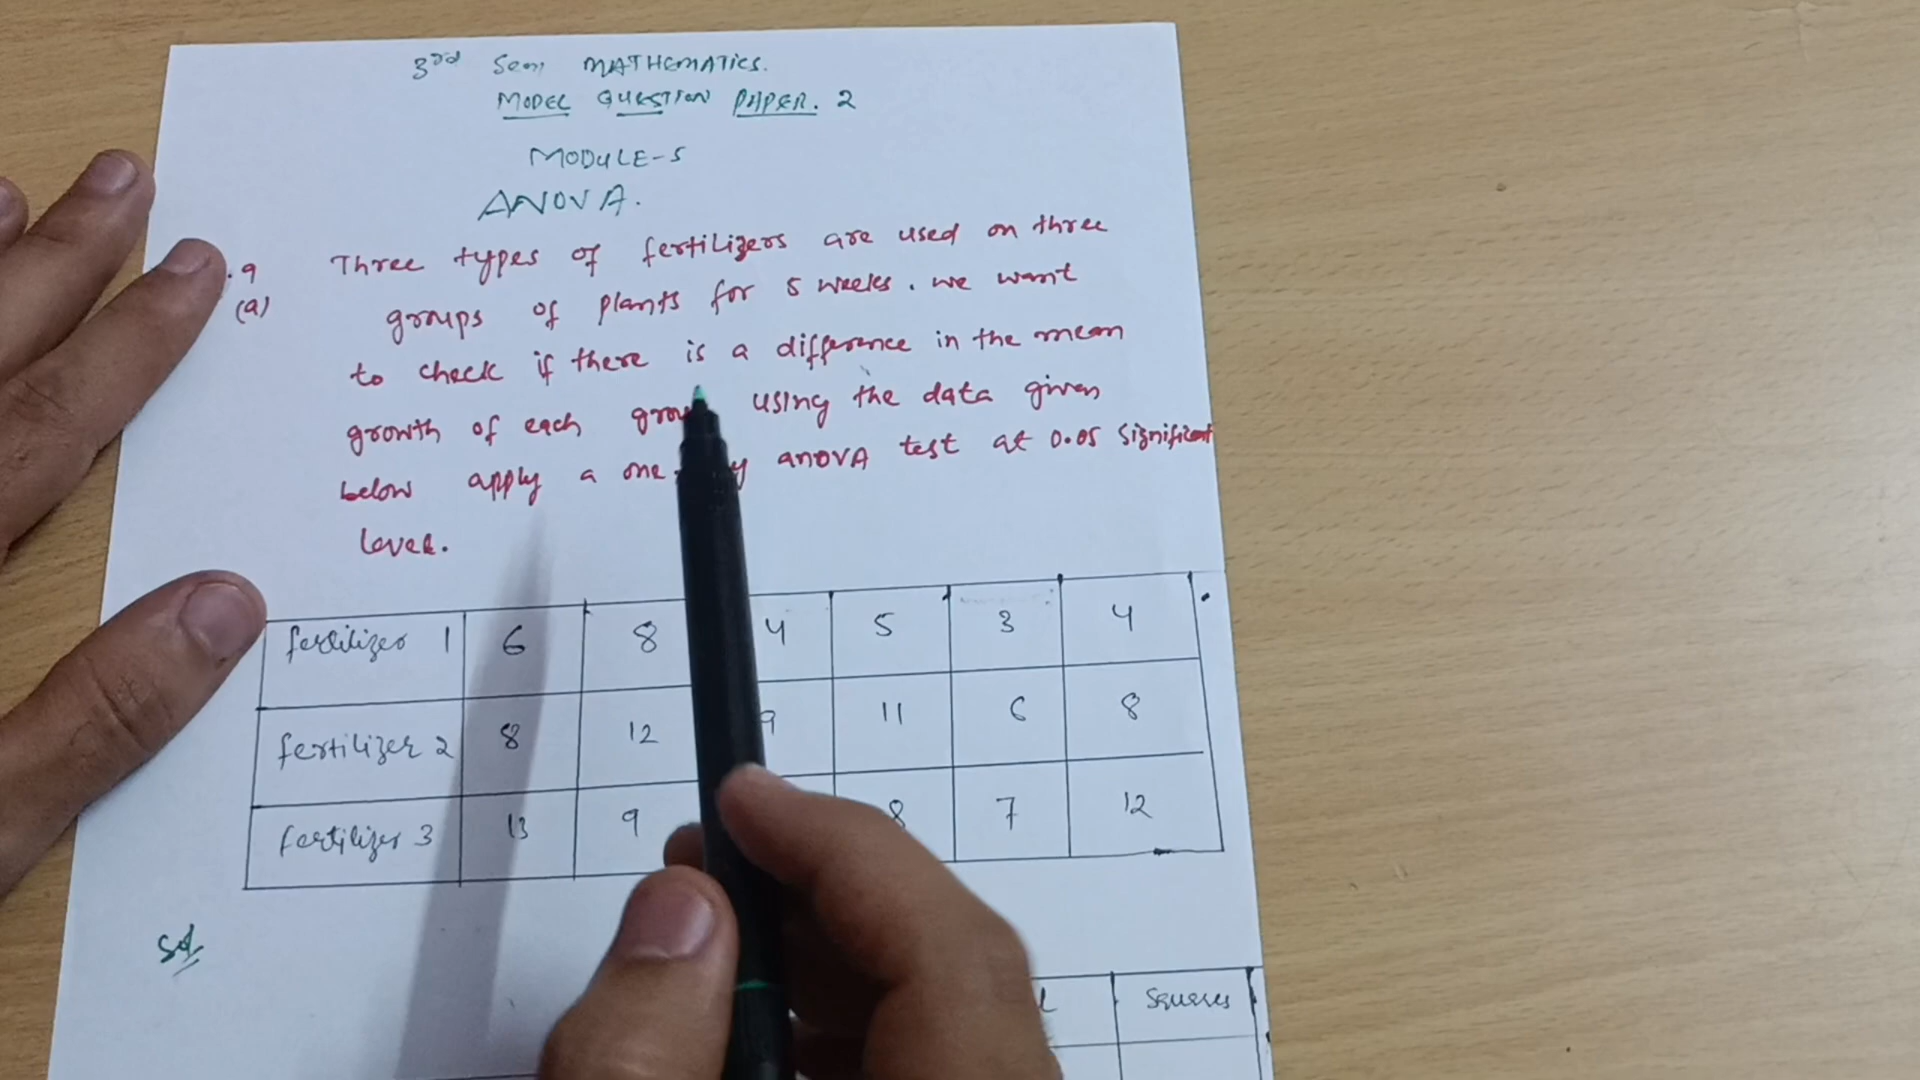 3rd Sem MATHEMATICS.
MODEL QUESTION PAPER. 2
MODULE-5
ANOVA.
.9 Three types of fertilizers are used on three
(a) groups of plants for 5 weeks. we want
to check if there is a difference in the mean
growth of each using the data given
below apply a one anovA test at 0.05 significant
level.
fertilizer 1 6 8 4 5 3 4
fertilizer 2 8 12 9 11 6 8
fertilizer 3 13 9 8 7 12
Sol
Squares